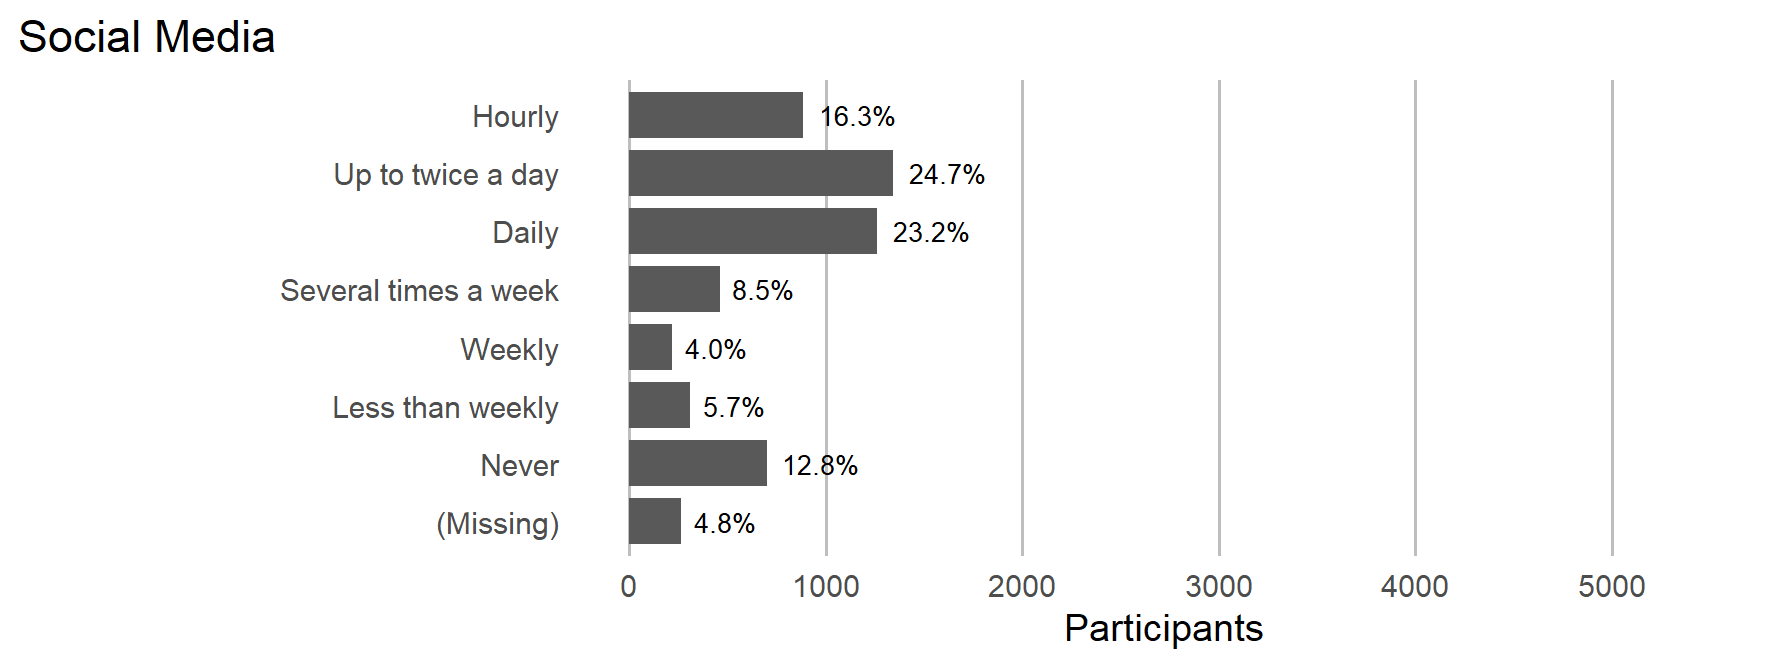 Social Media
Hourly 16.3%
Up to twice a day 24.7%
Daily 23.2%
Several times a week 8.5%
Weekly 4.0%
Less than weekly 5.7%
Never 12.8%
(Missing) 4.8%
0 1000 2000 3000 4000 5000
Participants